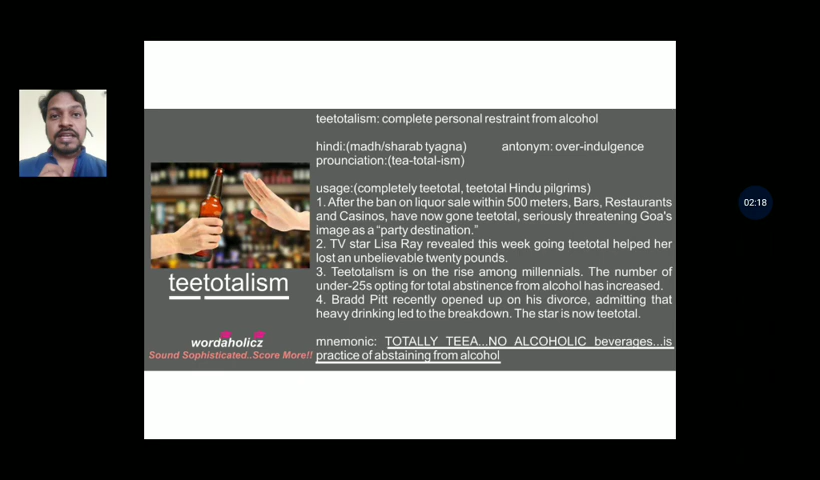 teetotalism: complete personal restraint from alcohol
hindi:(madh/sharab tyagna) antonym: over-indulgence
prounciation:(tea-total-ism)
usage:(completely teetotal, teetotal Hindu pilgrims)
1. After the ban on liquor sale within 500 meters, Bars, Restaurants
and Casinos, have now gone teetotal, seriously threatening Goa's
image as a “party destination.”
2. TV star Lisa Ray revealed this week going teetotal helped her
lost an unbelievable twenty pounds.
3. Teetotalism is on the rise among millennials. The number of
under-25s opting for total abstinence from alcohol has increased.
4. Bradd Pitt recently opened up on his divorce, admitting that
heavy drinking led to the breakdown. The star is now teetotal.
mnemonic: TOTALLY TEEA...NO ALCOHOLIC beverages...is
practice of abstaining from alcohol
teetotalism
wordaholicz
Sound Sophisticated..Score More!!
02:18